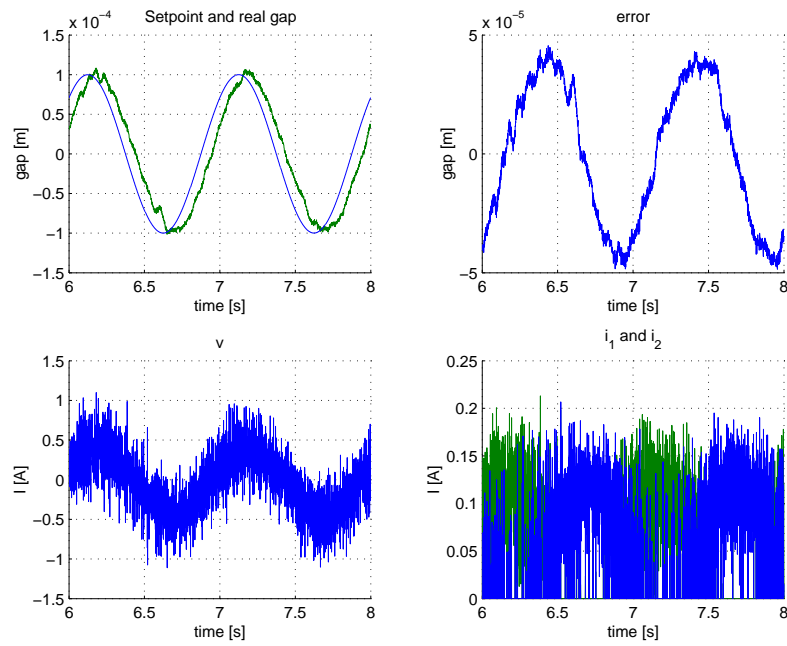 Setpoint and real gap
x 10−4
1.5
1
0.5
0
−0.5
−1
−1.5
gap [m]
6 6.5 7 7.5 8
time [s]
error
x 10−5
5
0
−5
gap [m]
6 6.5 7 7.5 8
time [s]
v
1.5
1
0.5
0
−0.5
−1
−1.5
I [A]
6 6.5 7 7.5 8
time [s]
i1 and i2
0.25
0.2
0.15
0.1
0.05
0
I [A]
6 6.5 7 7.5 8
time [s]